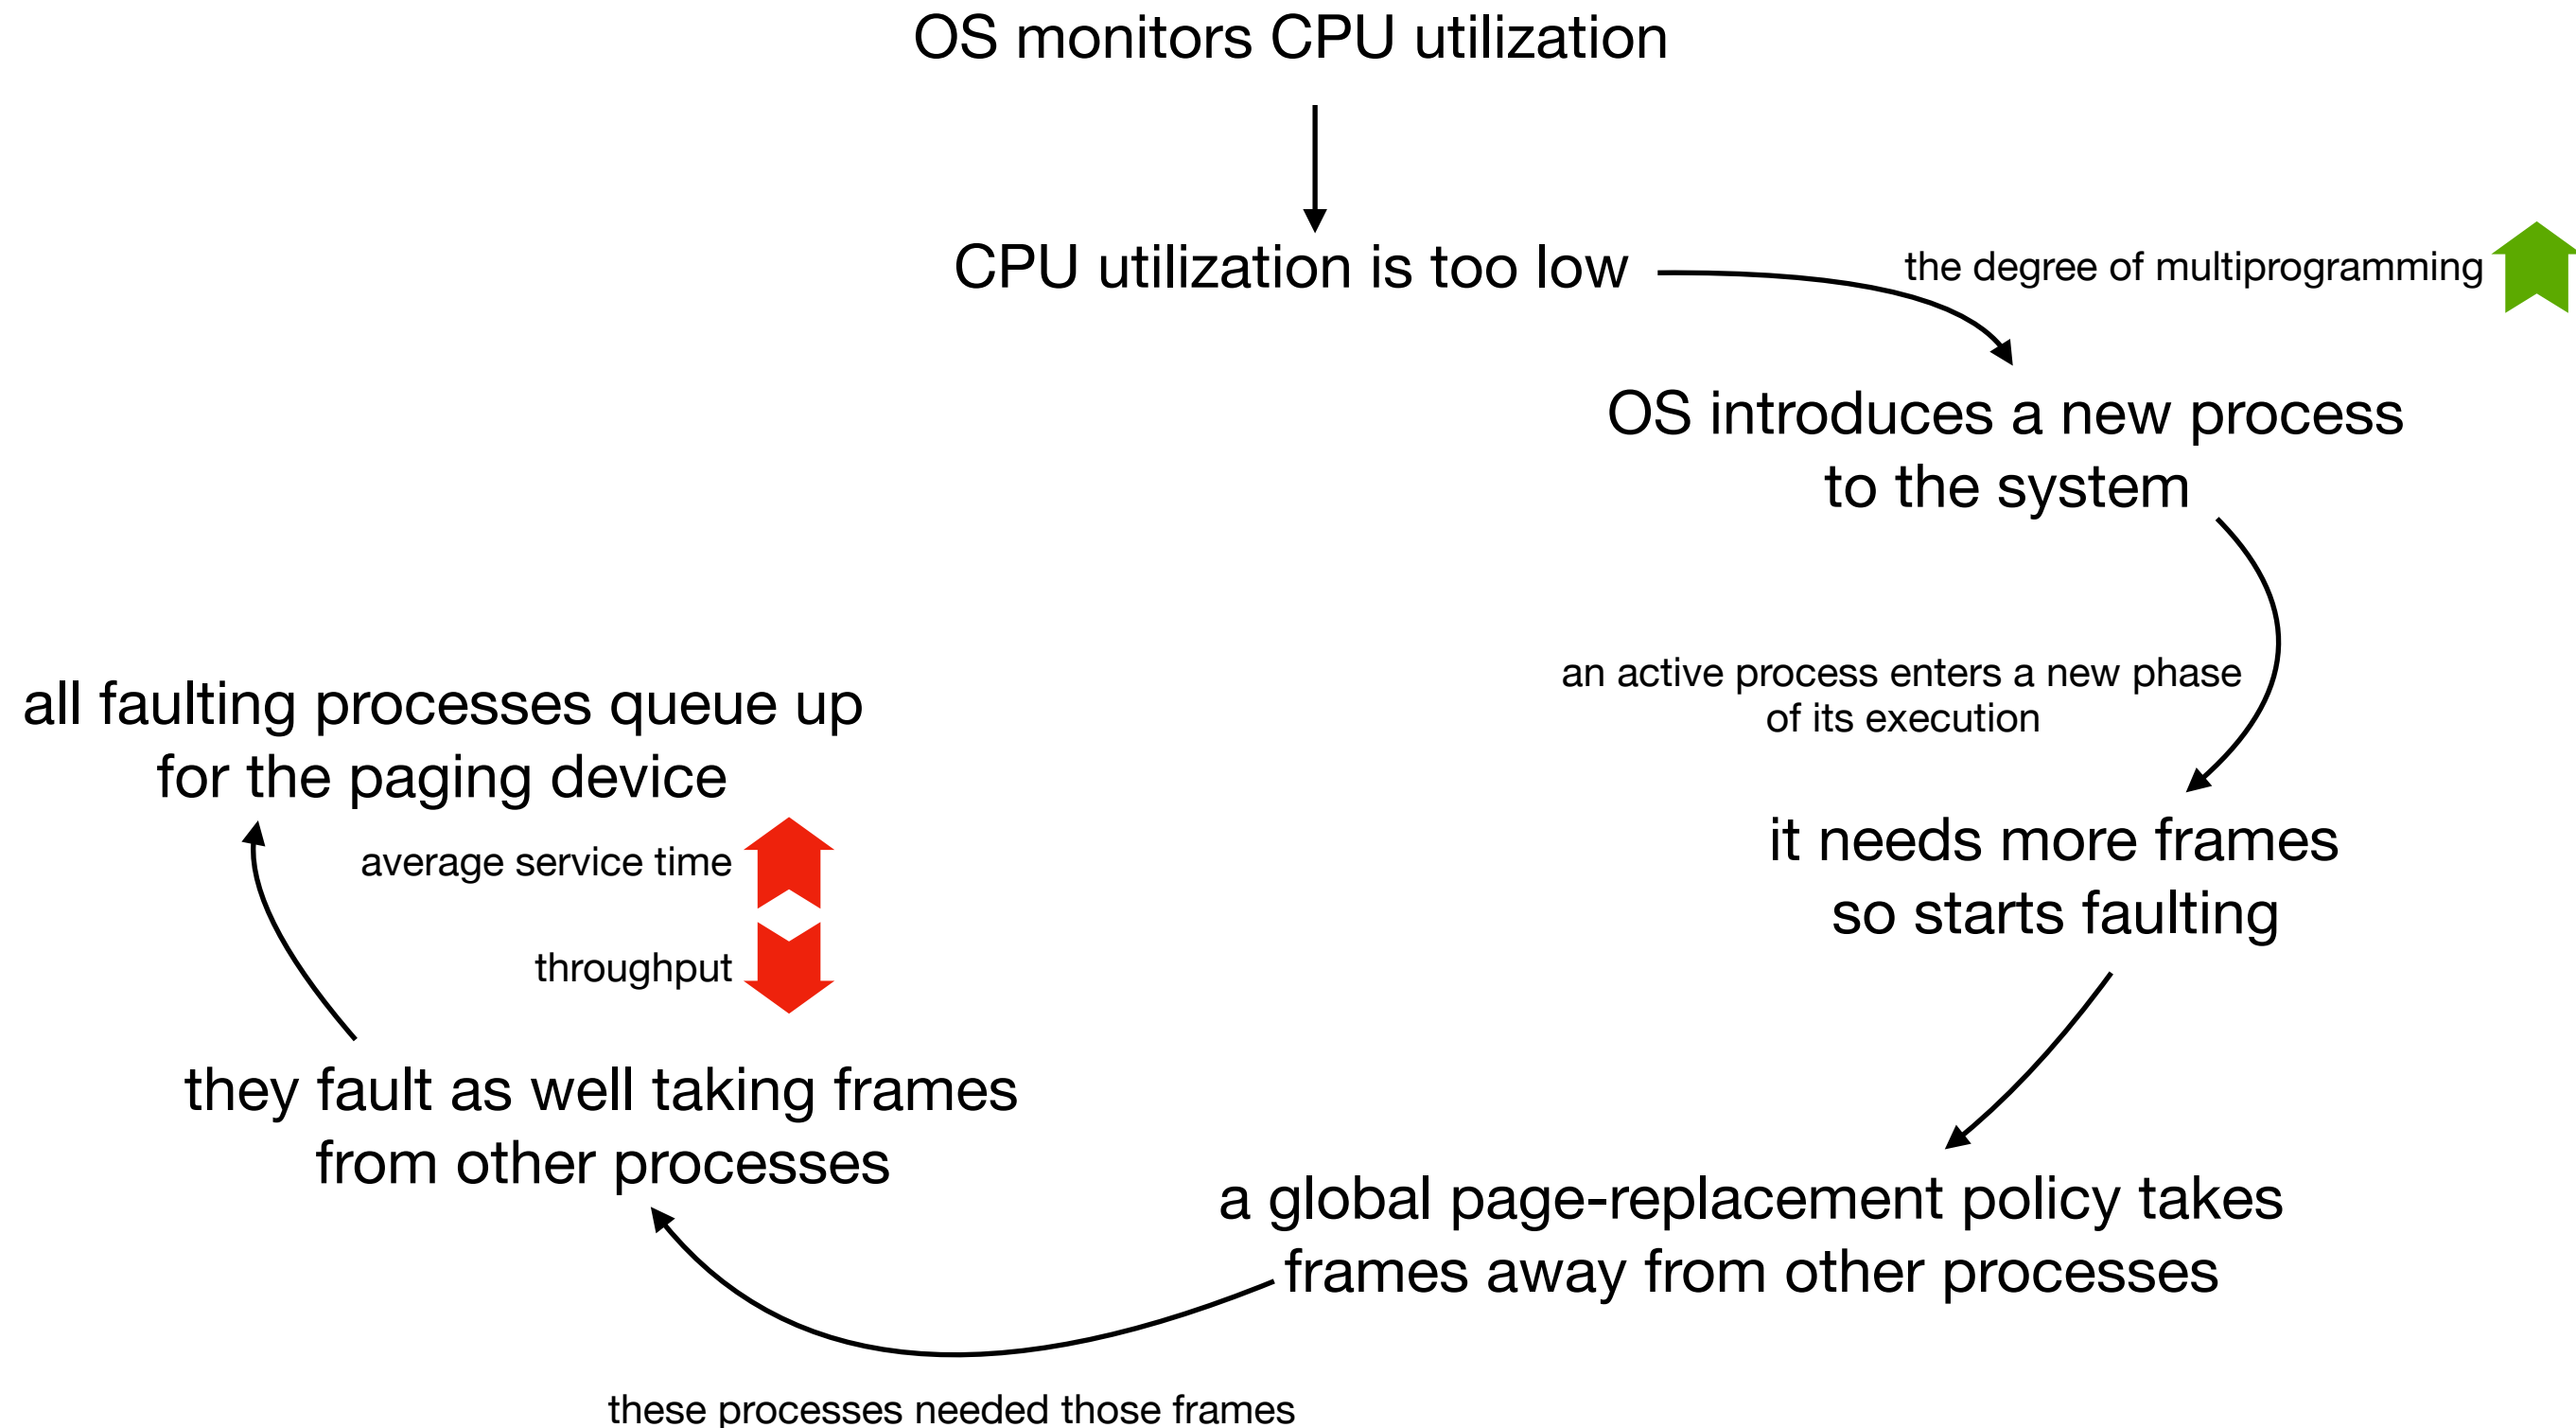 OS monitors CPU utilization
CPU utilization is too low
the degree of multiprogramming
OS introduces a new process
to the system
an active process enters a new phase
of its execution
it needs more frames
so starts faulting
a global page-replacement policy takes
frames away from other processes
these processes needed those frames
they fault as well taking frames
from other processes
average service time
throughput
all faulting processes queue up
for the paging device